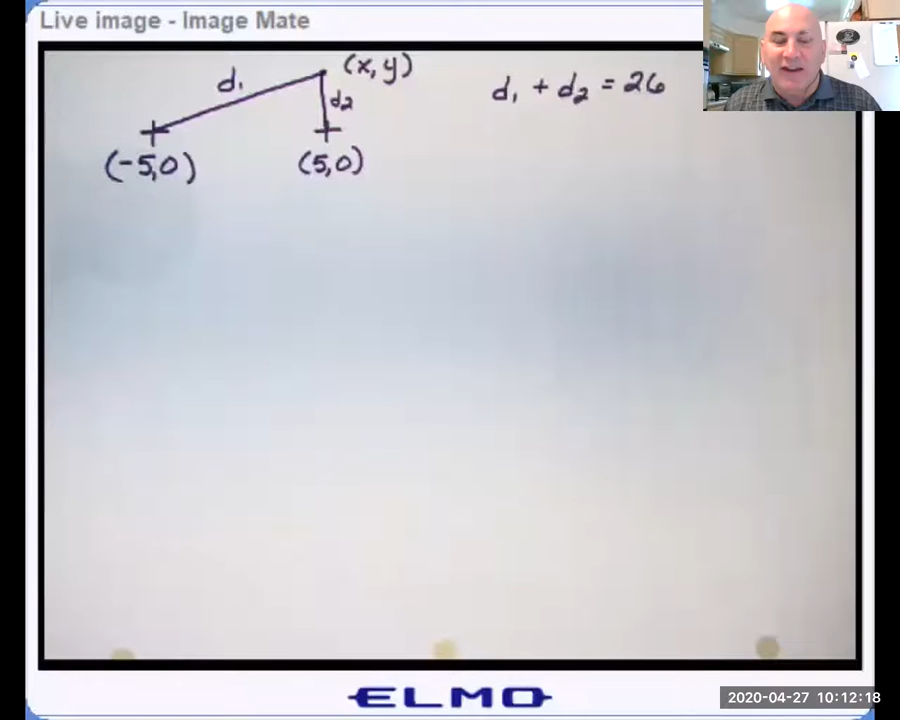 Live image - Image Mate
d₁ (x,y) d₁ + d₂ = 26
d₂
(-5,0) (5,0)
ELMO
2020-04-27 10:12:18